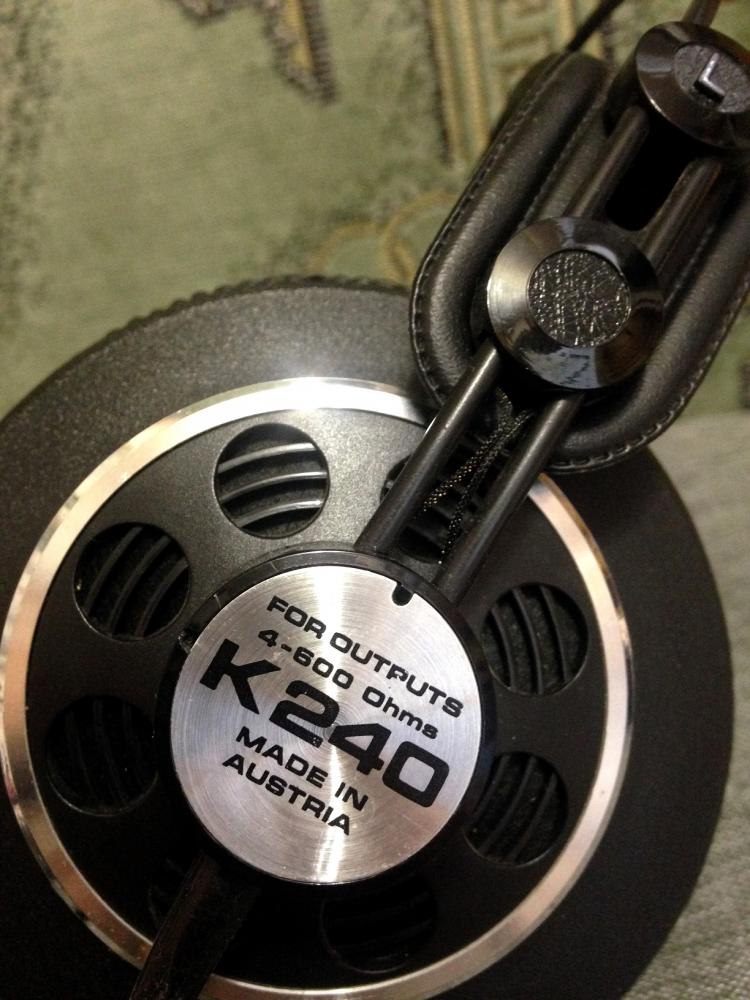 L
FOR OUTPUTS
4-600 Ohms
K240
MADE IN
AUSTRIA